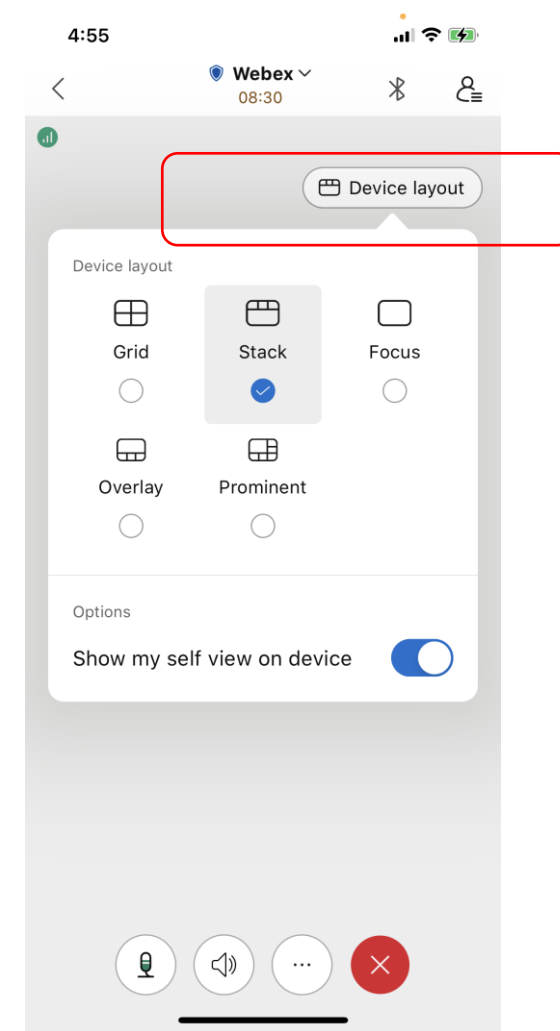 4:55
Webex
08:30
Device layout
Device layout
Grid Stack Focus
Overlay Prominent
Options
Show my self view on device